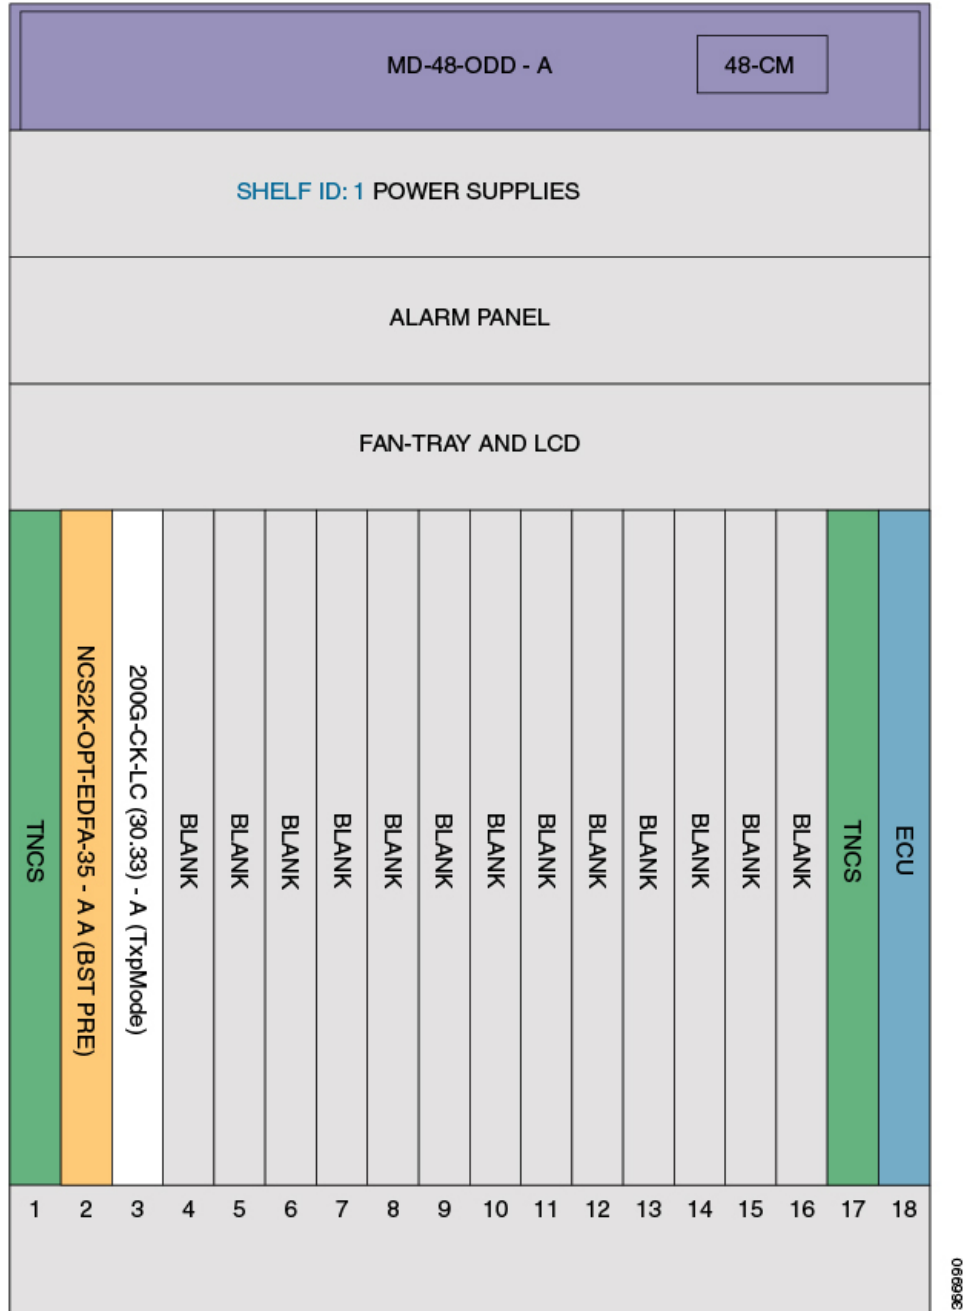 MD-48-ODD - A
48-CM
SHELF ID: 1 POWER SUPPLIES
ALARM PANEL
FAN-TRAY AND LCD
TNCS
NCS2K-OPT-EDFA-35 - A A (BST PRE)
200G-CK-LC (30.33) - A (TxpMode)
BLANK
BLANK
BLANK
BLANK
BLANK
BLANK
BLANK
BLANK
BLANK
BLANK
BLANK
BLANK
BLANK
TNCS
ECU
1 2 3 4 5 6 7 8 9 10 11 12 13 14 15 16 17 18